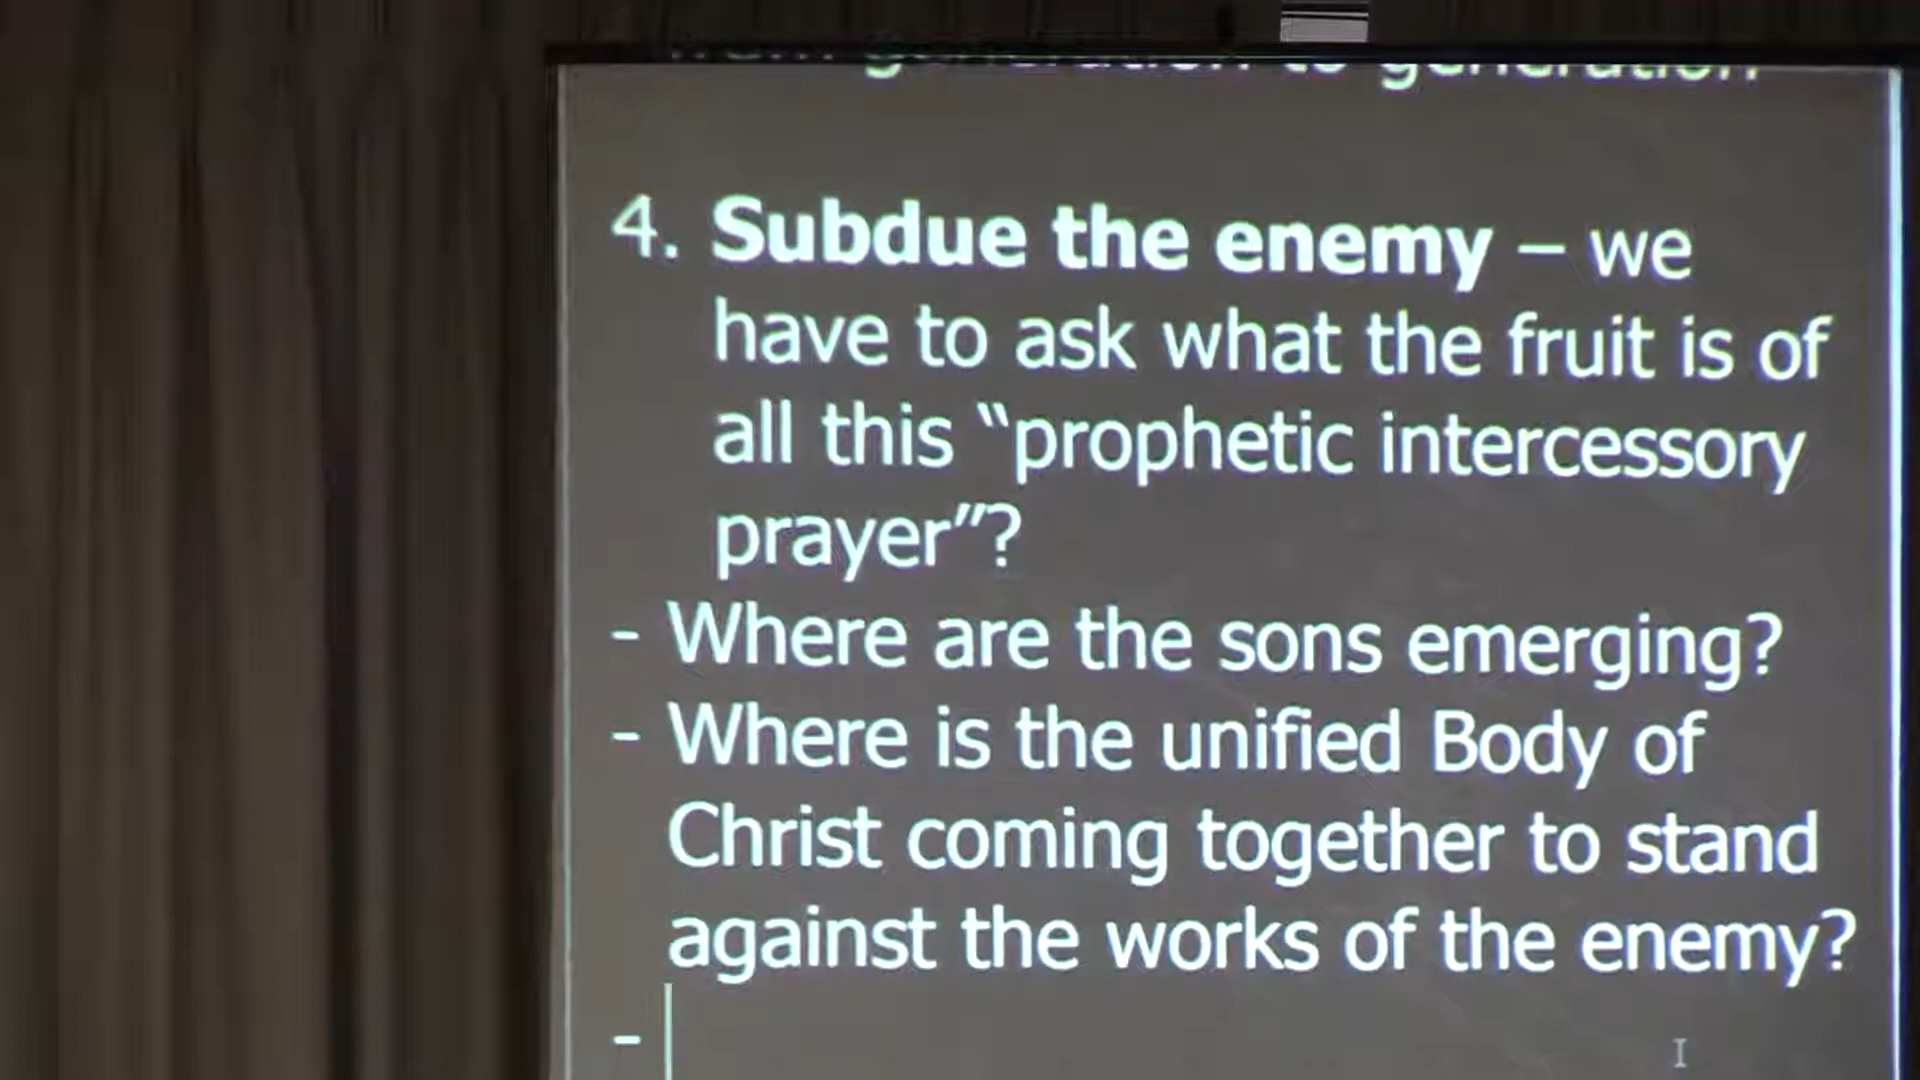 to generation
4. Subdue the enemy – we
have to ask what the fruit is of
all this “prophetic intercessory
prayer”?
- Where are the sons emerging?
- Where is the unified Body of
Christ coming together to stand
against the works of the enemy?
-